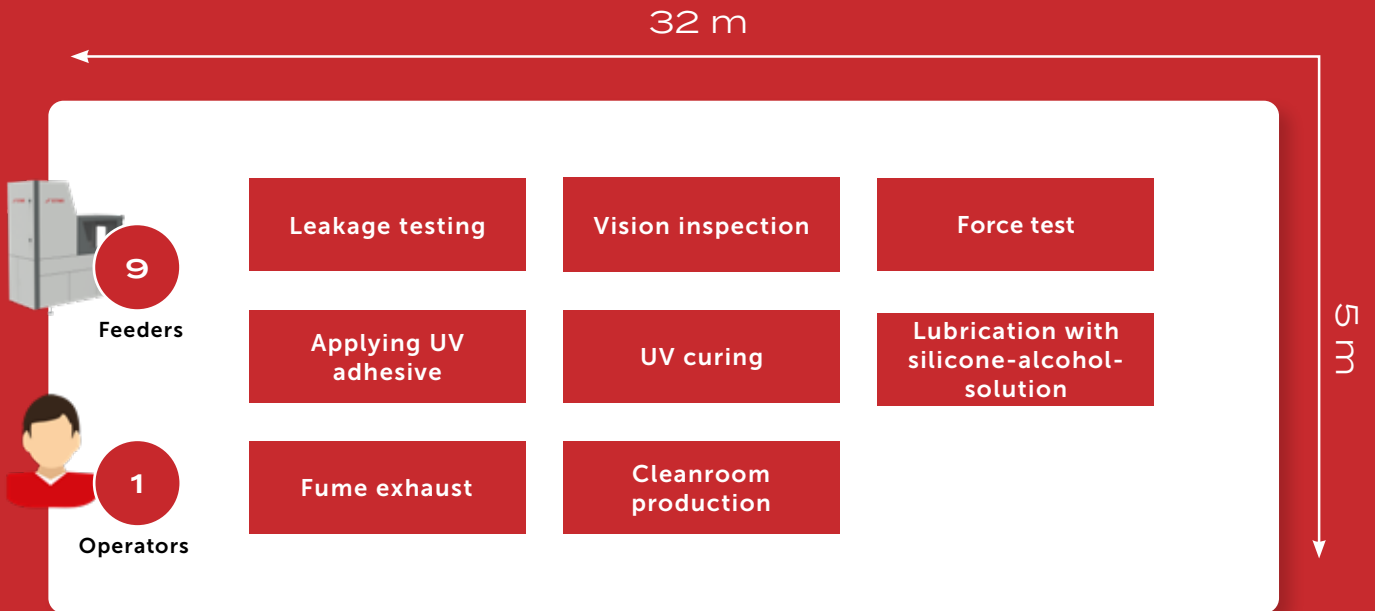 32 m
5 m
Leakage testing
Vision inspection
Force test
9
Feeders
Applying UV
adhesive
UV curing
Lubrication with
silicone-alcohol-
solution
1
Operators
Fume exhaust
Cleanroom
production